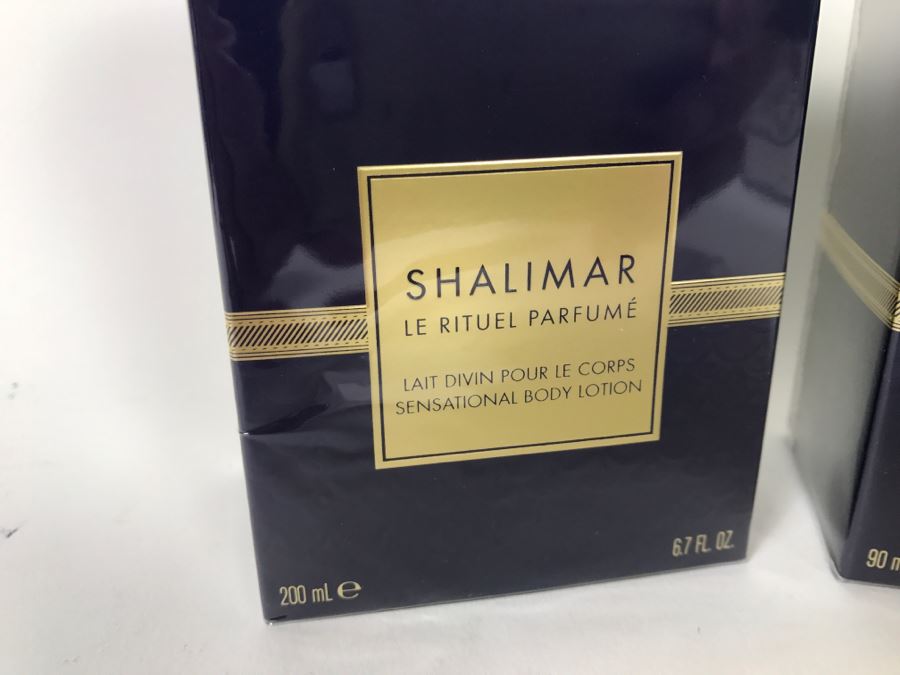 SHALIMAR
LE RITUEL PARFUMÉ
LAIT DIVIN POUR LE CORPS
SENSATIONAL BODY LOTION
6.7 FL. OZ.
200 mL e
90